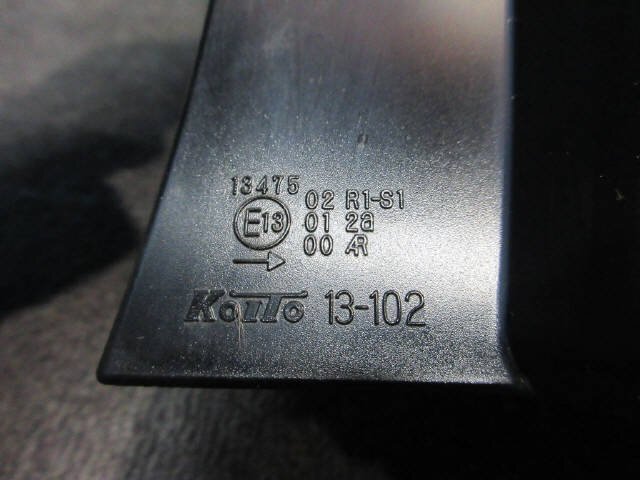 13475
02 R1-S1
E13 01 2a
00 AR
→
KOITO 13-102